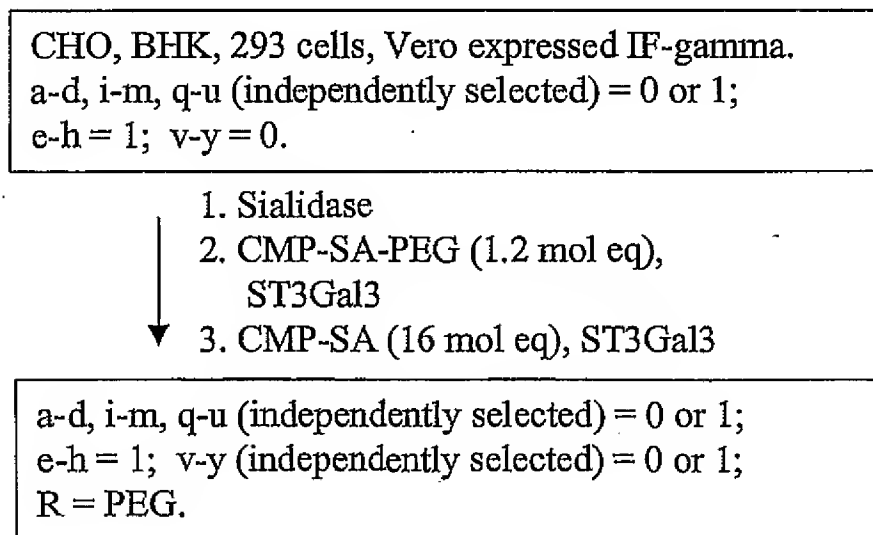 CHO, BHK, 293 cells, Vero expressed IF-gamma.
a-d, i-m, q-u (independently selected) = 0 or 1;
e-h = 1; v-y = 0.
1. Sialidase
2. CMP-SA-PEG (1.2 mol eq),
ST3Gal3
3. CMP-SA (16 mol eq), ST3Gal3
a-d, i-m, q-u (independently selected) = 0 or 1;
e-h = 1; v-y (independently selected) = 0 or 1;
R = PEG.